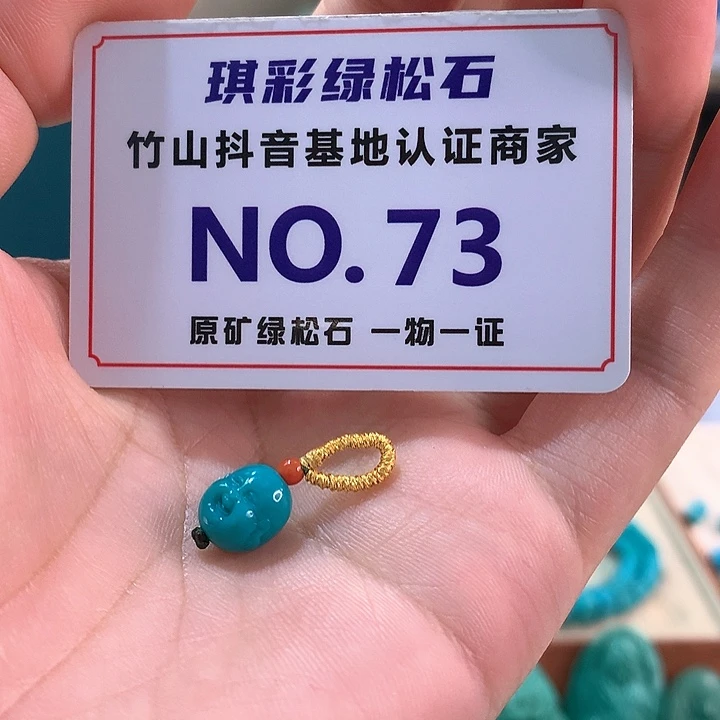 琪彩绿松石
竹山抖音基地认证商家
NO.73
原矿绿松石 一物一证